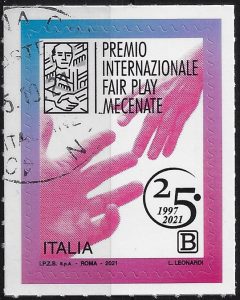 PREMIO
INTERNAZIONALE
FAIR PLAY
MECENATE
25
1997
2021
B
ITALIA
I.P.Z.S. S.p.A. - ROMA - 2021
L. LEONARDI